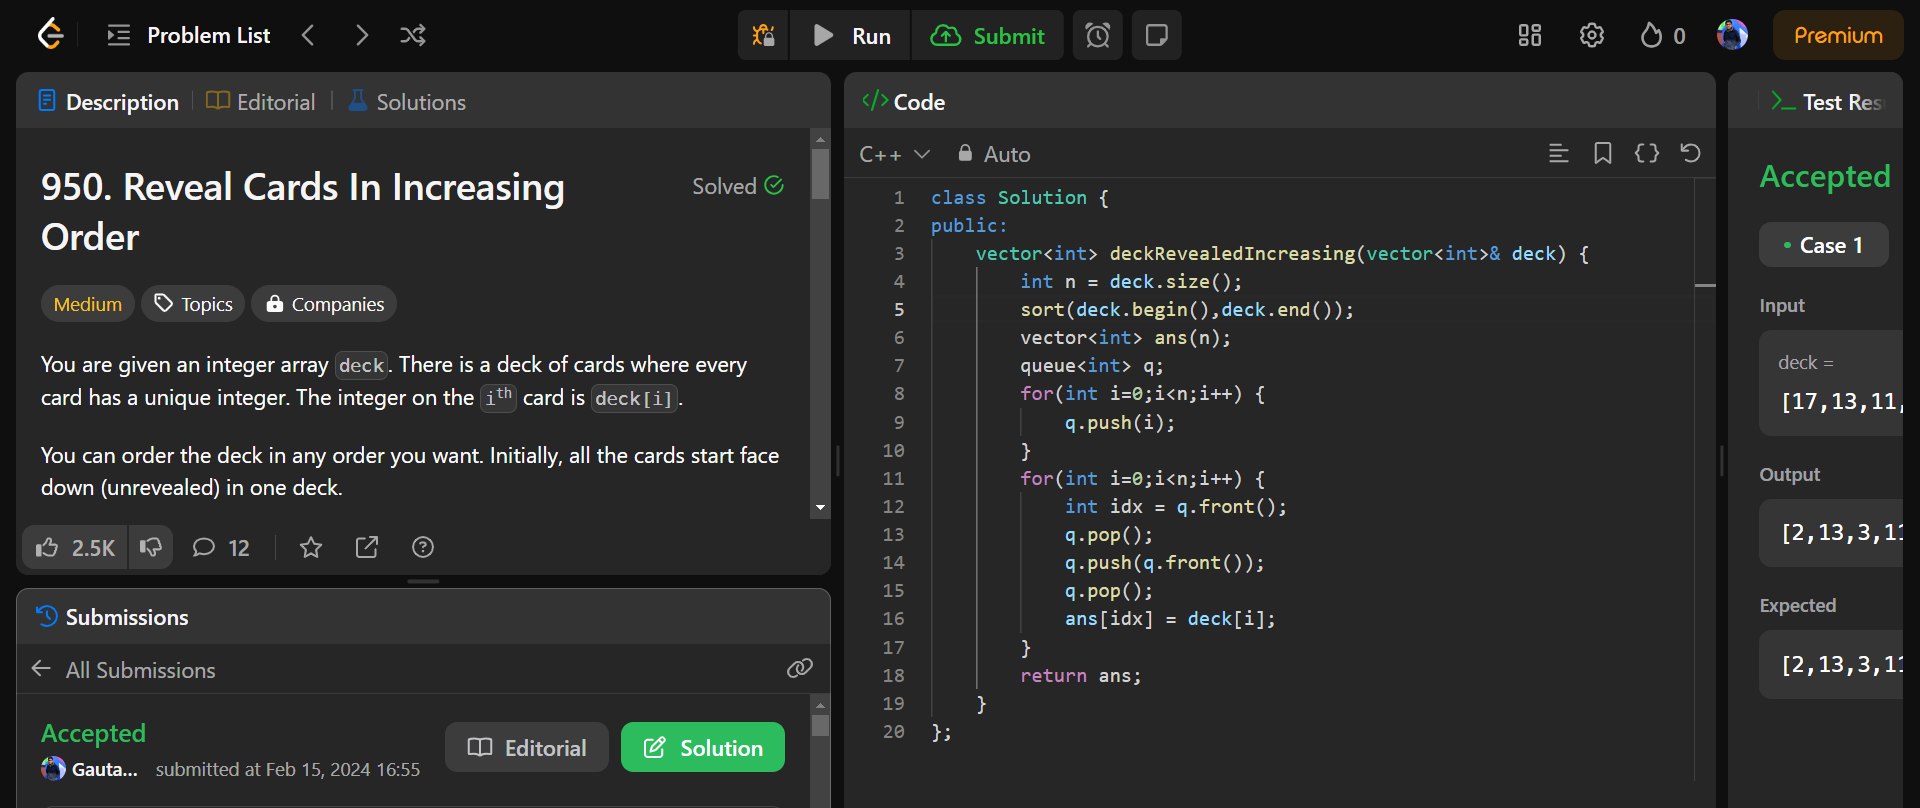 Problem List
Run
Submit
0
Premium
Description
Editorial
Solutions
950. Reveal Cards In Increasing
Order
Solved
Medium
Topics
Companies
You are given an integer array deck. There is a deck of cards where every
card has a unique integer. The integer on the ith card is deck[i].
You can order the deck in any order you want. Initially, all the cards start face
down (unrevealed) in one deck.
2.5K
12
Submissions
All Submissions
Accepted
Gauta... submitted at Feb 15, 2024 16:55
Editorial
Solution
</> Code
C++
Auto
1 class Solution {
2 public:
3 vector<int> deckRevealedIncreasing(vector<int>& deck) {
4 int n = deck.size();
5 sort(deck.begin(),deck.end());
6 vector<int> ans(n);
7 queue<int> q;
8 for(int i=0;i<n;i++) {
9 q.push(i);
10 }
11 for(int i=0;i<n;i++) {
12 int idx = q.front();
13 q.pop();
14 q.push(q.front());
15 q.pop();
16 ans[idx] = deck[i];
17 }
18 return ans;
19 }
20 };
Test Res
Accepted
Case 1
Input
deck =
[17,13,11,
Output
[2,13,3,11
Expected
[2,13,3,11